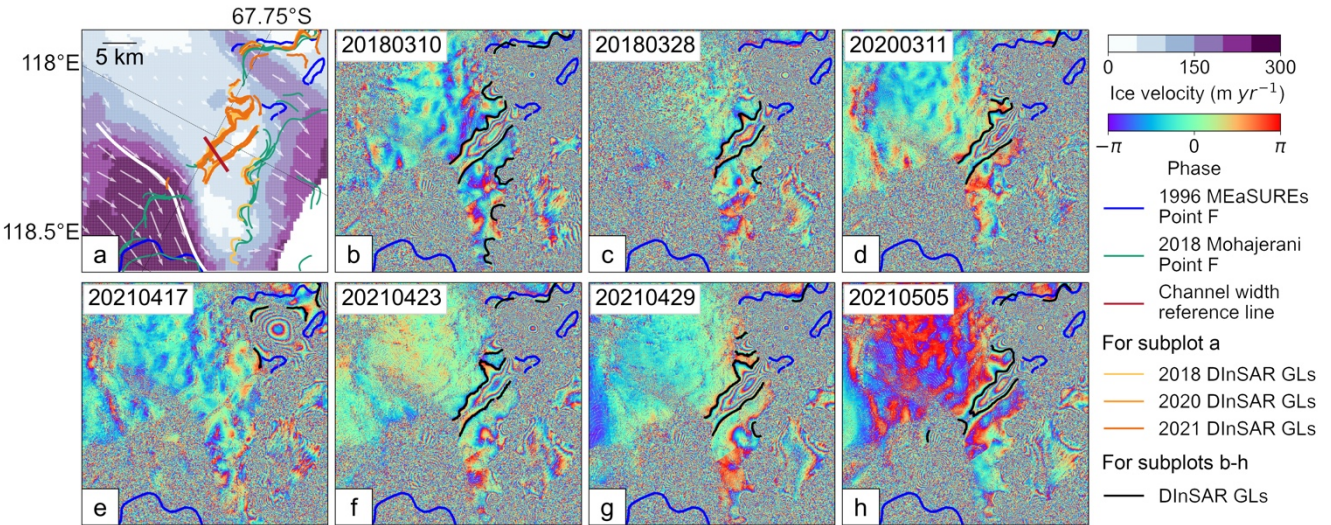 67.75°S
118°E
118.5°E
5 km
a
20180310
b
20180328
c
20200311
d
20210417
e
20210423
f
20210429
g
20210505
h
0 150 300
Ice velocity (m yr⁻¹)
−π 0 π
Phase
1996 MEaSUREs
Point F
2018 Mohajerani
Point F
Channel width
reference line
For subplot a
2018 DInSAR GLs
2020 DInSAR GLs
2021 DInSAR GLs
For subplots b-h
DInSAR GLs